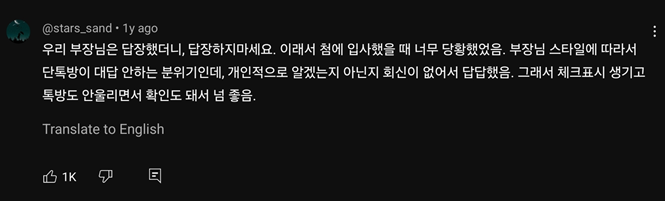 @stars_sand • 1y ago
우리 부장님은 답장했더니, 답장하지마세요. 이래서 첨에 입사했을 때 너무 당황했었음. 부장님 스타일에 따라서
단톡방이 대답 안하는 분위기인데, 개인적으로 알겠는지 아닌지 회신이 없어서 답답했음. 그래서 체크표시 생기고
톡방도 안울리면서 확인도 돼서 넘 좋음.
Translate to English
1K